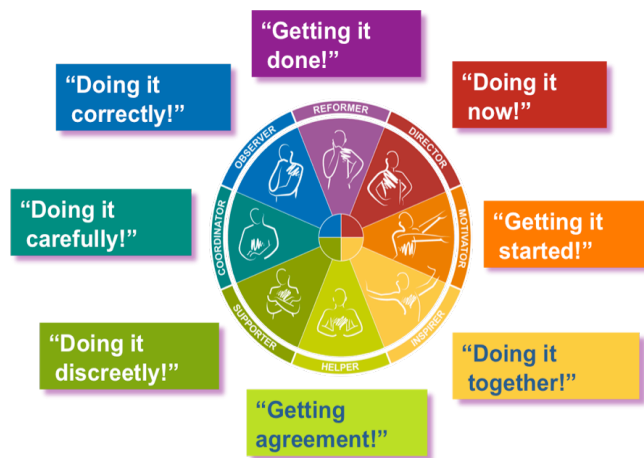 “Getting it
done!”
“Doing it
correctly!”
“Doing it
now!”
REFORMER
OBSERVER
DIRECTOR
“Doing it
carefully!”
COORDINATOR
MOTIVATOR
“Getting it
started!”
“Doing it
discreetly!”
SUPPORTER
HELPER
INSPIRER
“Doing it
together!”
“Getting
agreement!”